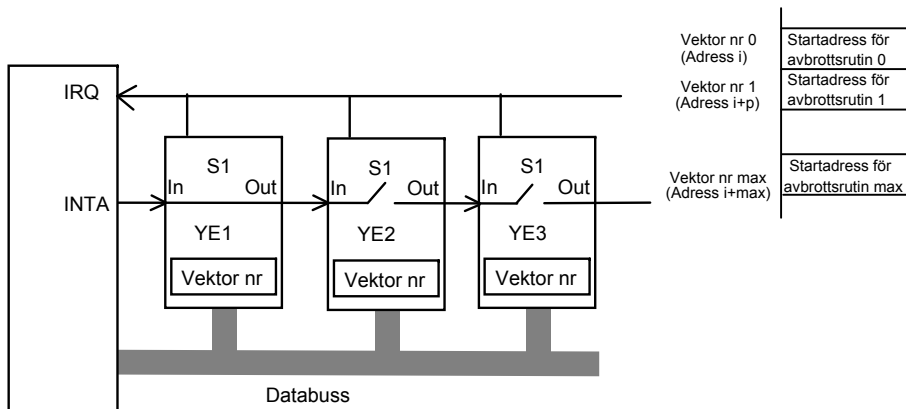 Vektor nr 0
(Adress i)
Startadress för
avbrottsrutin 0
IRQ
Vektor nr 1
(Adress i+p)
Startadress för
avbrottsrutin 1
S1
In
Out
S1
In
Out
S1
In
Out
Vektor nr max
(Adress i+max)
Startadress för
avbrottsrutin max
INTA
YE1
YE2
YE3
Vektor nr
Vektor nr
Vektor nr
Databuss